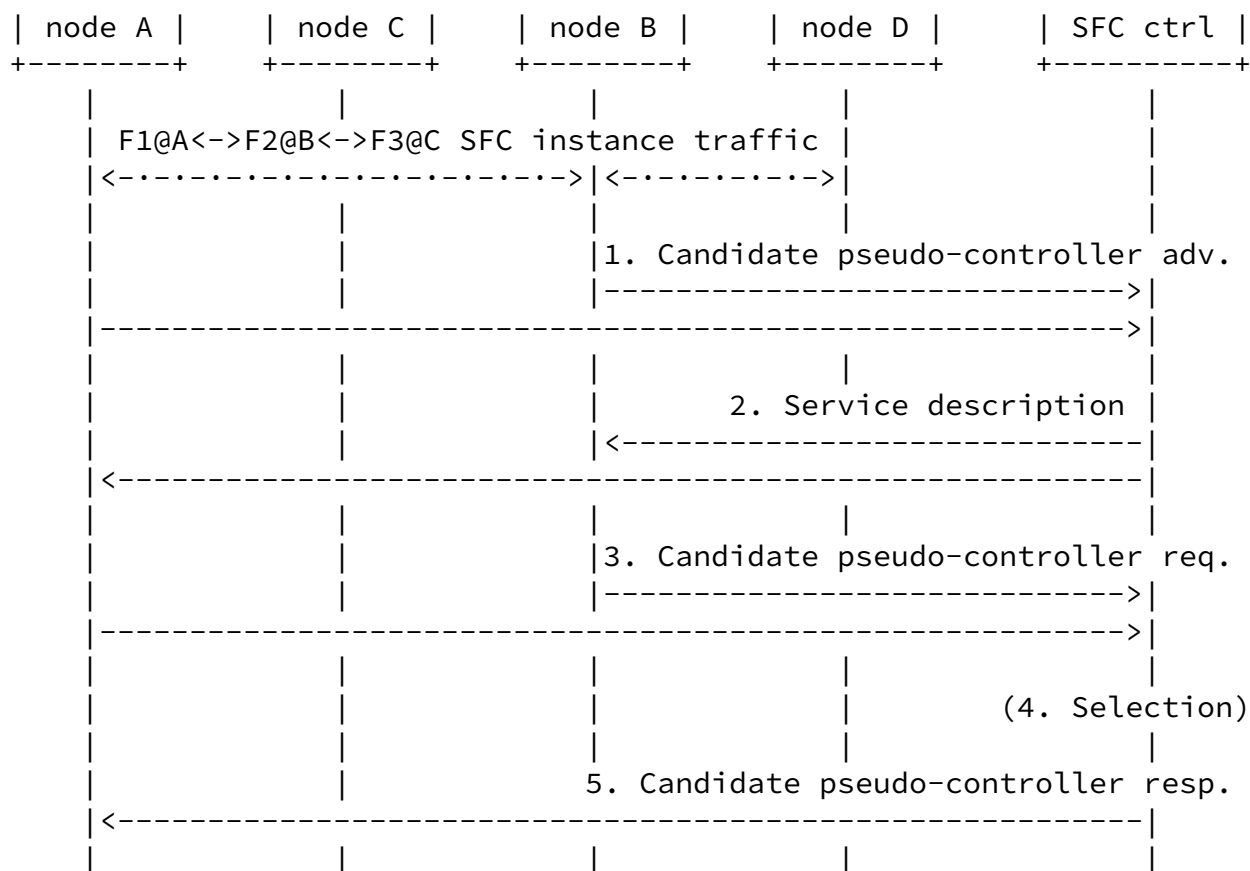 | node A | | node C | | node B | | node D | | SFC ctrl |
F1@A<->F2@B<->F3@C SFC instance traffic
1. Candidate pseudo-controller adv.
2. Service description
3. Candidate pseudo-controller req.
(4. Selection)
5. Candidate pseudo-controller resp.